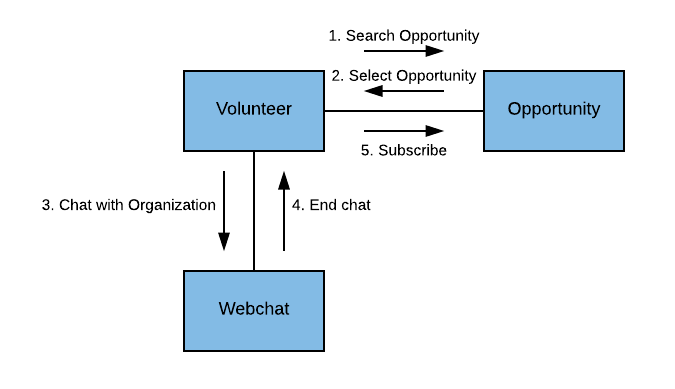 1. Search Opportunity
2. Select Opportunity
Volunteer
Opportunity
5. Subscribe
3. Chat with Organization
4. End chat
Webchat